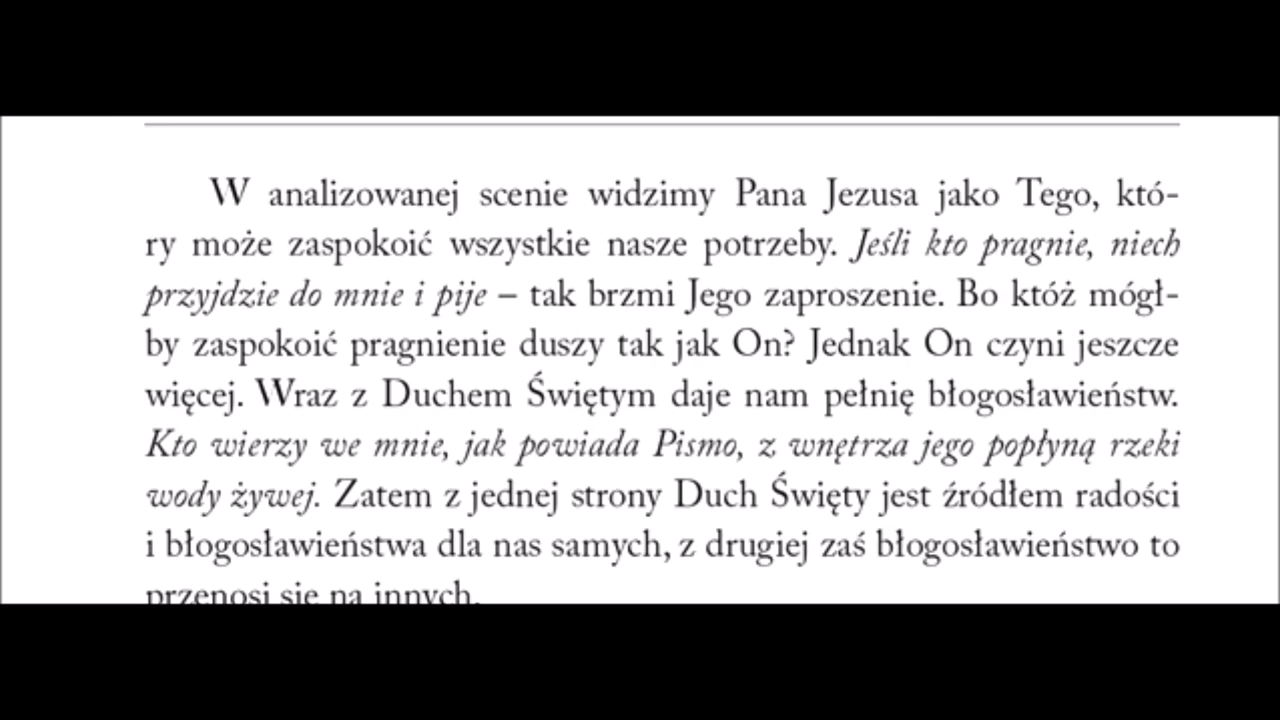 W analizowanej scenie widzimy Pana Jezusa jako Tego, któ-
ry może zaspokoić wszystkie nasze potrzeby. Jeśli kto pragnie, niech
przyjdzie do mnie i pije – tak brzmi Jego zaproszenie. Bo któż mógł-
by zaspokoić pragnienie duszy tak jak On? Jednak On czyni jeszcze
więcej. Wraz z Duchem Świętym daje nam pełnię błogosławieństw.
Kto wierzy we mnie, jak powiada Pismo, z wnętrza jego popłyną rzeki
wody żywej. Zatem z jednej strony Duch Święty jest źródłem radości
i błogosławieństwa dla nas samych, z drugiej zaś błogosławieństwo to
przenosi się na innych.